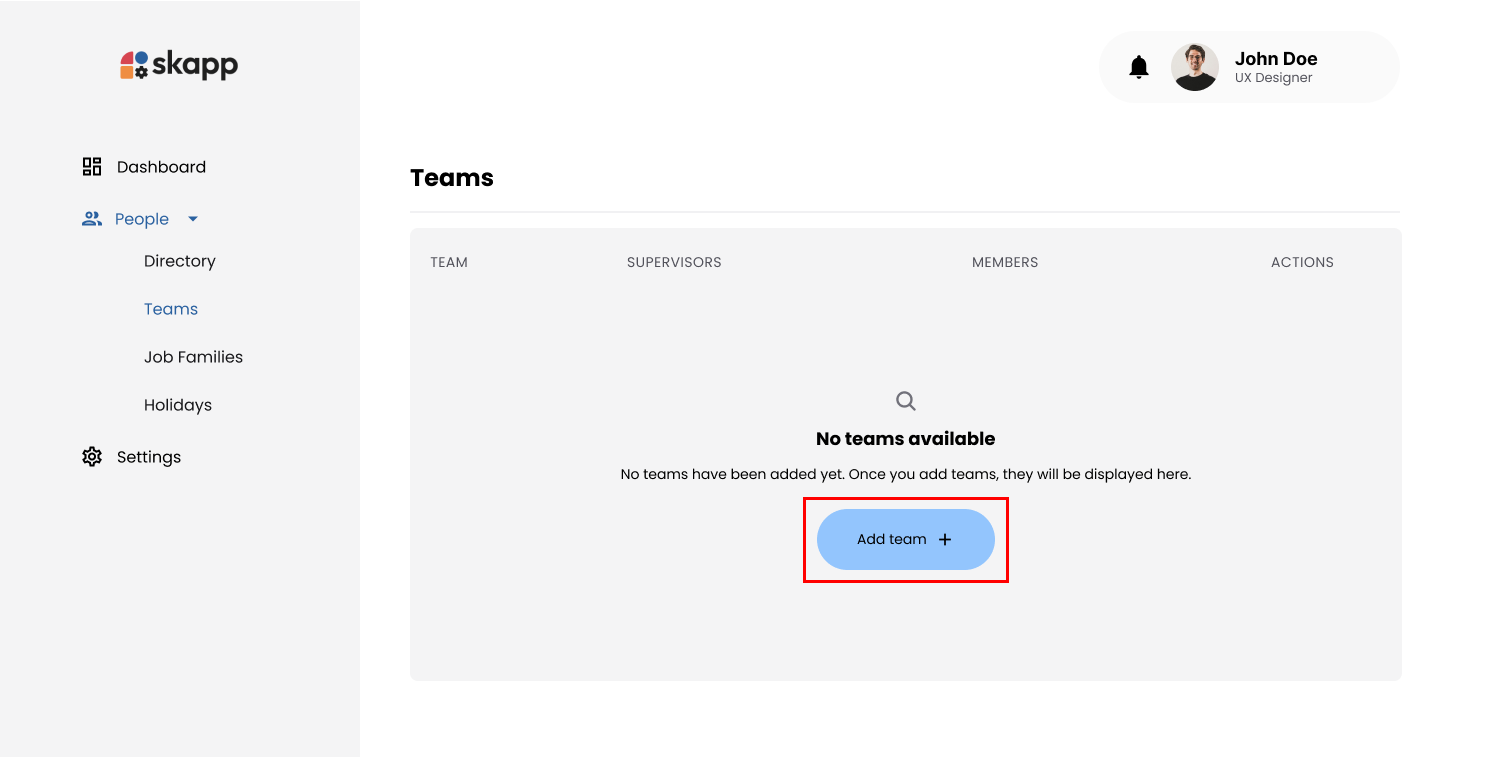 skapp
John Doe
UX Designer
Dashboard
People
Directory
Teams
Job Families
Holidays
Settings
Teams
TEAM SUPERVISORS MEMBERS ACTIONS
No teams available
No teams have been added yet. Once you add teams, they will be displayed here.
Add team +